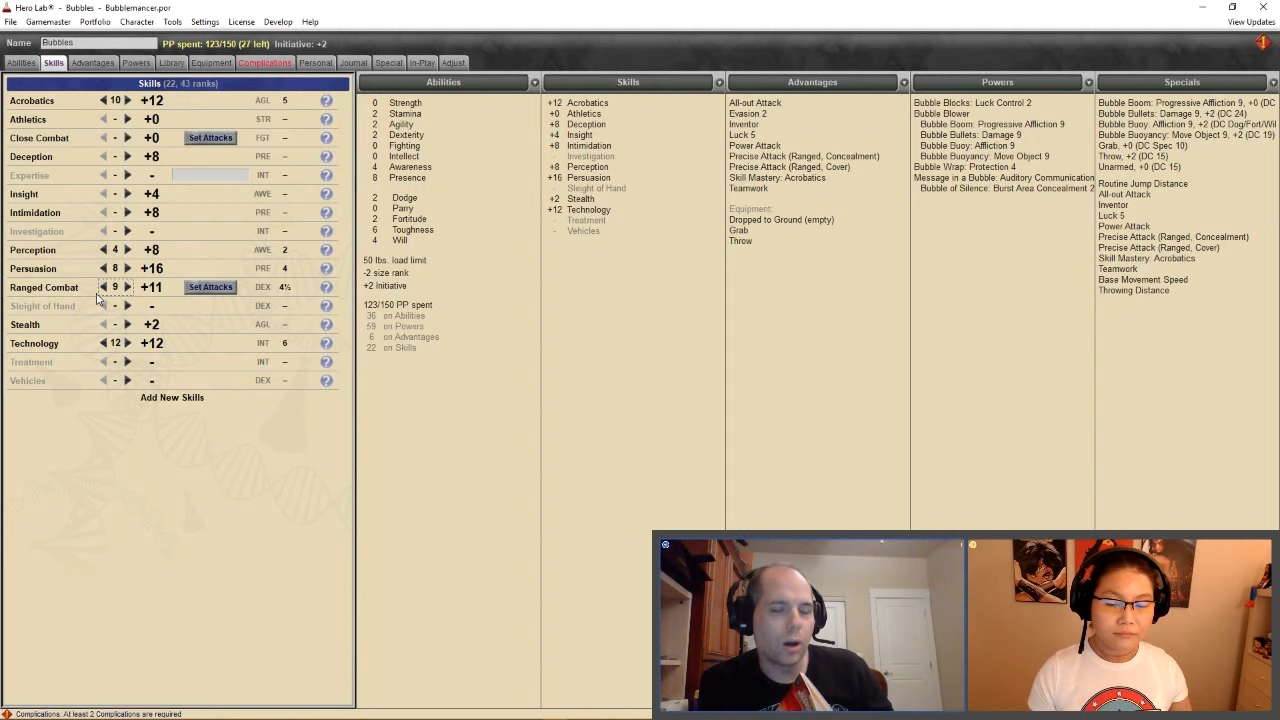 Hero Lab® - Bubbles - Bubblemancer.por
File Gamemaster Portfolio Character Tools Settings License Develop Help
View Updates
Name Bubbles PP spent: 123/150 (27 left) Initiative: +2
Abilities Skills Advantages Powers Library Equipment Complications Personal Journal Special In-Play Adjust
Skills (22, 43 ranks)
Acrobatics 10 +12 AGL 5 ?
Athletics - +0 STR – ?
Close Combat - +0 Set Attacks FGT – ?
Deception - +8 PRE – ?
Expertise - - INT – ?
Insight - +4 AWE – ?
Intimidation - +8 PRE – ?
Investigation - - INT – ?
Perception 4 +8 AWE 2 ?
Persuasion 8 +16 PRE 4 ?
Ranged Combat 9 +11 Set Attacks DEX 4½ ?
Sleight of Hand - - DEX – ?
Stealth - +2 AGL – ?
Technology 12 +12 INT 6 ?
Treatment - - INT – ?
Vehicles - - DEX – ?
Add New Skills
Abilities
0 Strength
2 Stamina
2 Agility
2 Dexterity
0 Fighting
0 Intellect
4 Awareness
8 Presence
2 Dodge
0 Parry
2 Fortitude
6 Toughness
4 Will
50 lbs. load limit
-2 size rank
+2 Initiative
123/150 PP spent
36 on Abilities
59 on Powers
6 on Advantages
22 on Skills
Skills
+12 Acrobatics
+0 Athletics
+8 Deception
+4 Insight
+8 Intimidation
- Investigation
+8 Perception
+16 Persuasion
- Sleight of Hand
+2 Stealth
+12 Technology
- Treatment
- Vehicles
Advantages
All-out Attack
Evasion 2
Inventor
Luck 5
Power Attack
Precise Attack (Ranged, Concealment)
Precise Attack (Ranged, Cover)
Skill Mastery: Acrobatics
Teamwork
Equipment:
Dropped to Ground (empty)
Grab
Throw
Powers
Bubble Blocks: Luck Control 2
Bubble Blower
Bubble Boom: Progressive Affliction 9
Bubble Bullets: Damage 9
Bubble Buoy: Affliction 9
Bubble Buoyancy: Move Object 9
Bubble Wrap: Protection 4
Message in a Bubble: Auditory Communication
Bubble of Silence: Burst Area Concealment 2
Specials
Bubble Boom: Progressive Affliction 9, +0 (DC
Bubble Bullets: Damage 9, +2 (DC 24)
Bubble Buoy: Affliction 9, +2 (DC Dog/Fort/Wil
Bubble Buoyancy: Move Object 9, +2 (DC 19)
Grab, +0 (DC Spec 10)
Throw, +2 (DC 15)
Unarmed, +0 (DC 15)
Routine Jump Distance
All-out Attack
Inventor
Luck 5
Power Attack
Precise Attack (Ranged, Concealment)
Precise Attack (Ranged, Cover)
Skill Mastery: Acrobatics
Teamwork
Base Movement Speed
Throwing Distance
Complications: At least 2 Complications are required